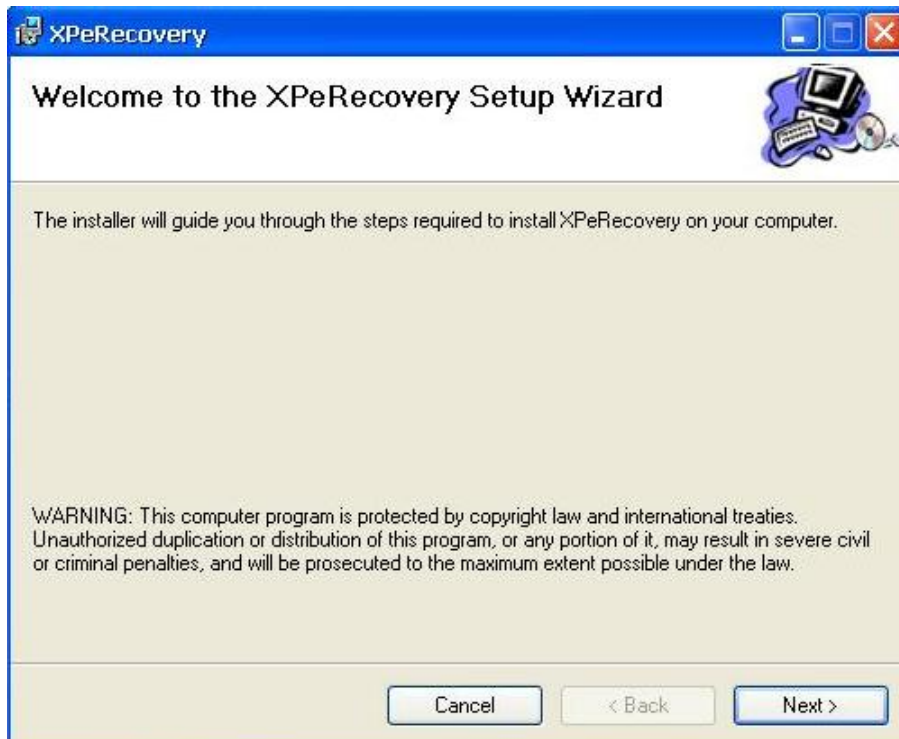 XPeRecovery
Welcome to the XPeRecovery Setup Wizard
The installer will guide you through the steps required to install XPeRecovery on your computer.
WARNING: This computer program is protected by copyright law and international treaties.
Unauthorized duplication or distribution of this program, or any portion of it, may result in severe civil
or criminal penalties, and will be prosecuted to the maximum extent possible under the law.
Cancel
< Back
Next >